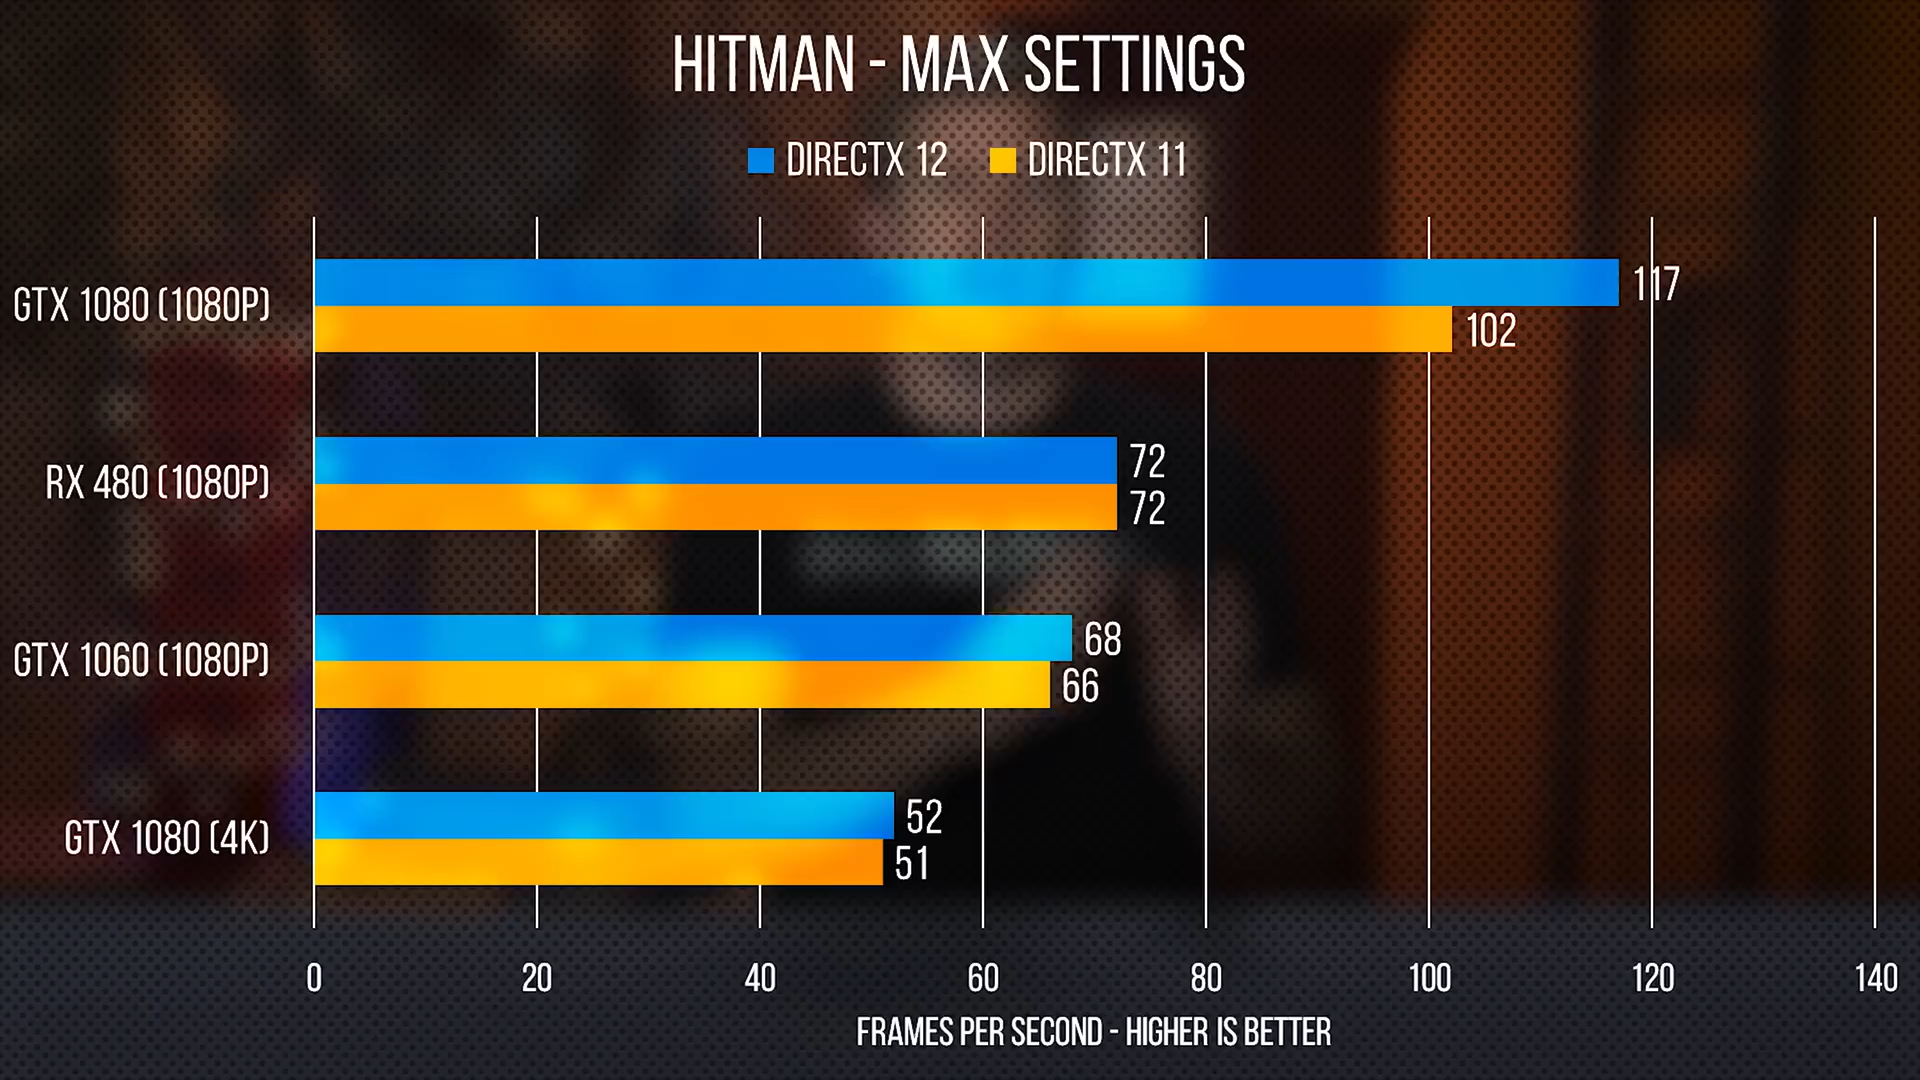 HITMAN - MAX SETTINGS
DIRECTX 12 DIRECTX 11
GTX 1080 (1080P)
117
102
RX 480 (1080P)
72
72
GTX 1060 (1080P)
68
66
GTX 1080 (4K)
52
51
0 20 40 60 80 100 120 140
FRAMES PER SECOND - HIGHER IS BETTER